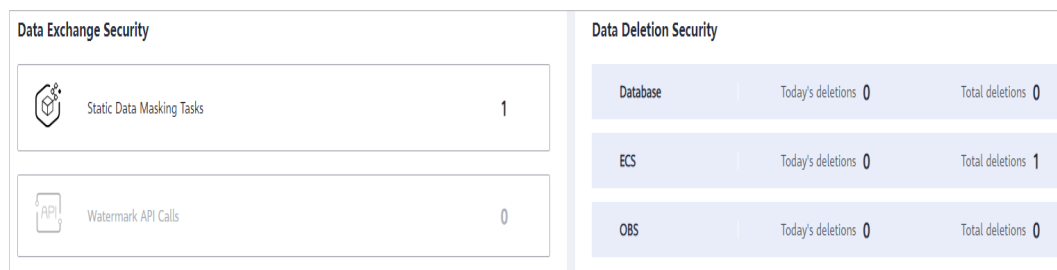 Data Exchange Security
Static Data Masking Tasks 1
API Watermark API Calls 0
Data Deletion Security
Database Today's deletions 0 Total deletions 0
ECS Today's deletions 0 Total deletions 1
OBS Today's deletions 0 Total deletions 0